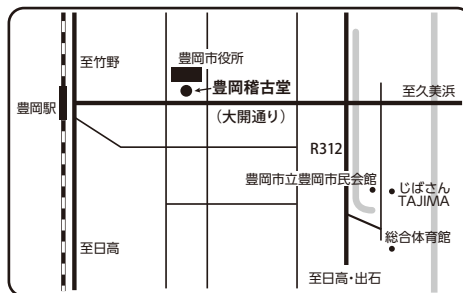 至竹野
豊岡市役所
豊岡稽古堂
至久美浜
豊岡駅
(大開通り)
R312
豊岡市立豊岡市民会館
じばさん
TAJIMA
総合体育館
至日高
至日高・出石